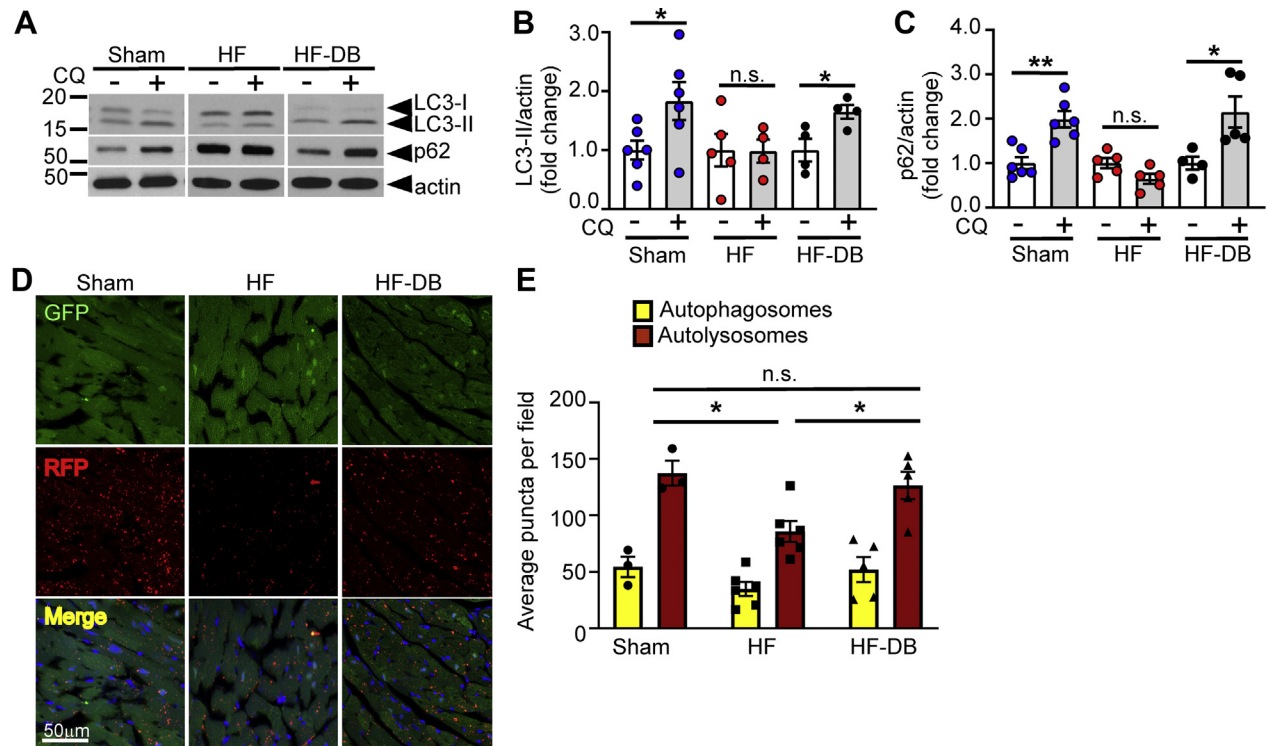 A
Sham HF HF-DB
CQ - + - + - +
20
15
50
50
LC3-I
LC3-II
p62
actin
B
LC3-II/actin
(fold change)
3.0
2.0
1.0
0.0
*
n.s.
*
CQ - + - + - +
Sham HF HF-DB
C
p62/actin
(fold change)
4.0
3.0
2.0
1.0
0.0
**
n.s.
*
CQ - + - + - +
Sham HF HF-DB
D
Sham HF HF-DB
GFP
RFP
Merge
50μm
E
Autophagosomes
Autolysosomes
Average puncta per field
200
150
100
50
0
n.s.
* *
Sham HF HF-DB